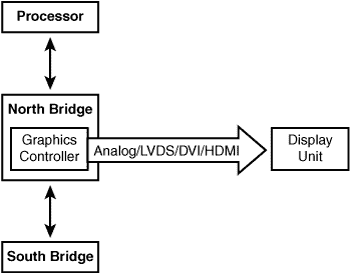 Processor
North Bridge
Graphics
Controller
Analog/LVDS/DVI/HDMI
Display
Unit
South Bridge